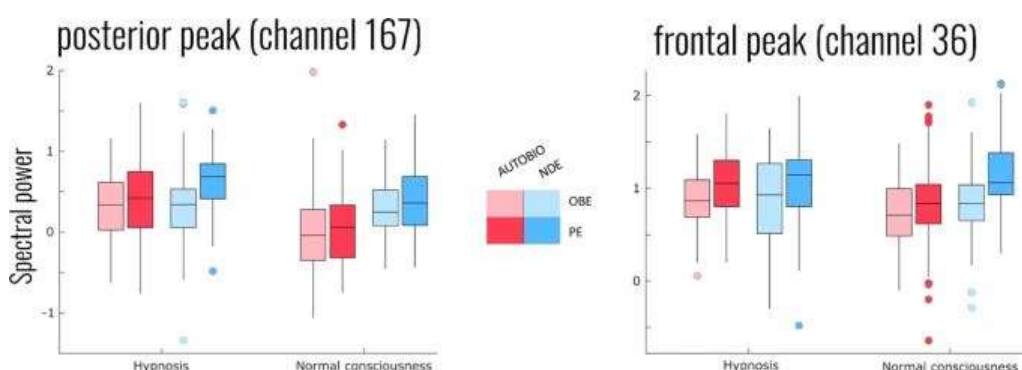 posterior peak (channel 167)
frontal peak (channel 36)
Spectral power
2
1
0
−1
Hypnosis
Normal consciousness
AUTOBIO
NDE
OBE
PE
2
1
0
Hypnosis
Normal consciousness